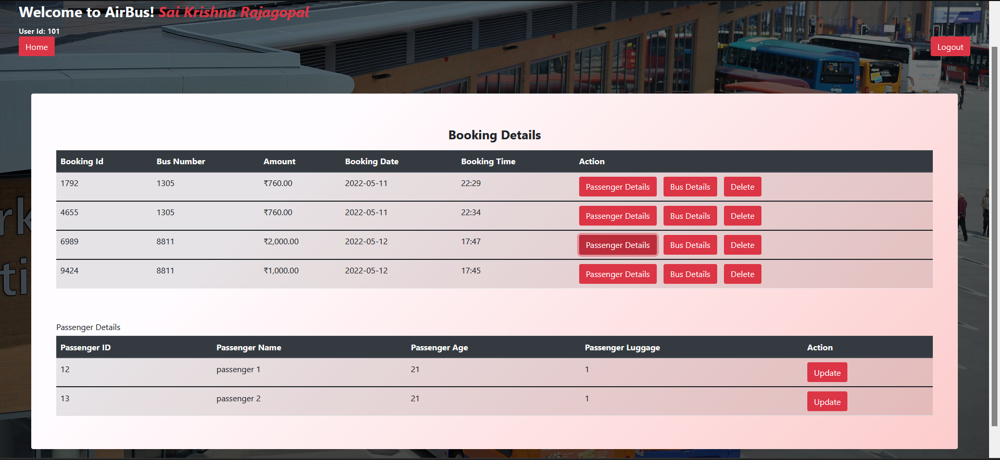 Welcome to AirBus! Sai Krishna Rajagopal
User Id: 101
Home
Logout
Booking Details
Booking Id Bus Number Amount Booking Date Booking Time Action
1792 1305 ₹760.00 2022-05-11 22:29 Passenger Details Bus Details Delete
4655 1305 ₹760.00 2022-05-11 22:34 Passenger Details Bus Details Delete
6989 8811 ₹2,000.00 2022-05-12 17:47 Passenger Details Bus Details Delete
9424 8811 ₹1,000.00 2022-05-12 17:45 Passenger Details Bus Details Delete
Passenger Details
Passenger ID Passenger Name Passenger Age Passenger Luggage Action
12 passenger 1 21 1 Update
13 passenger 2 21 1 Update